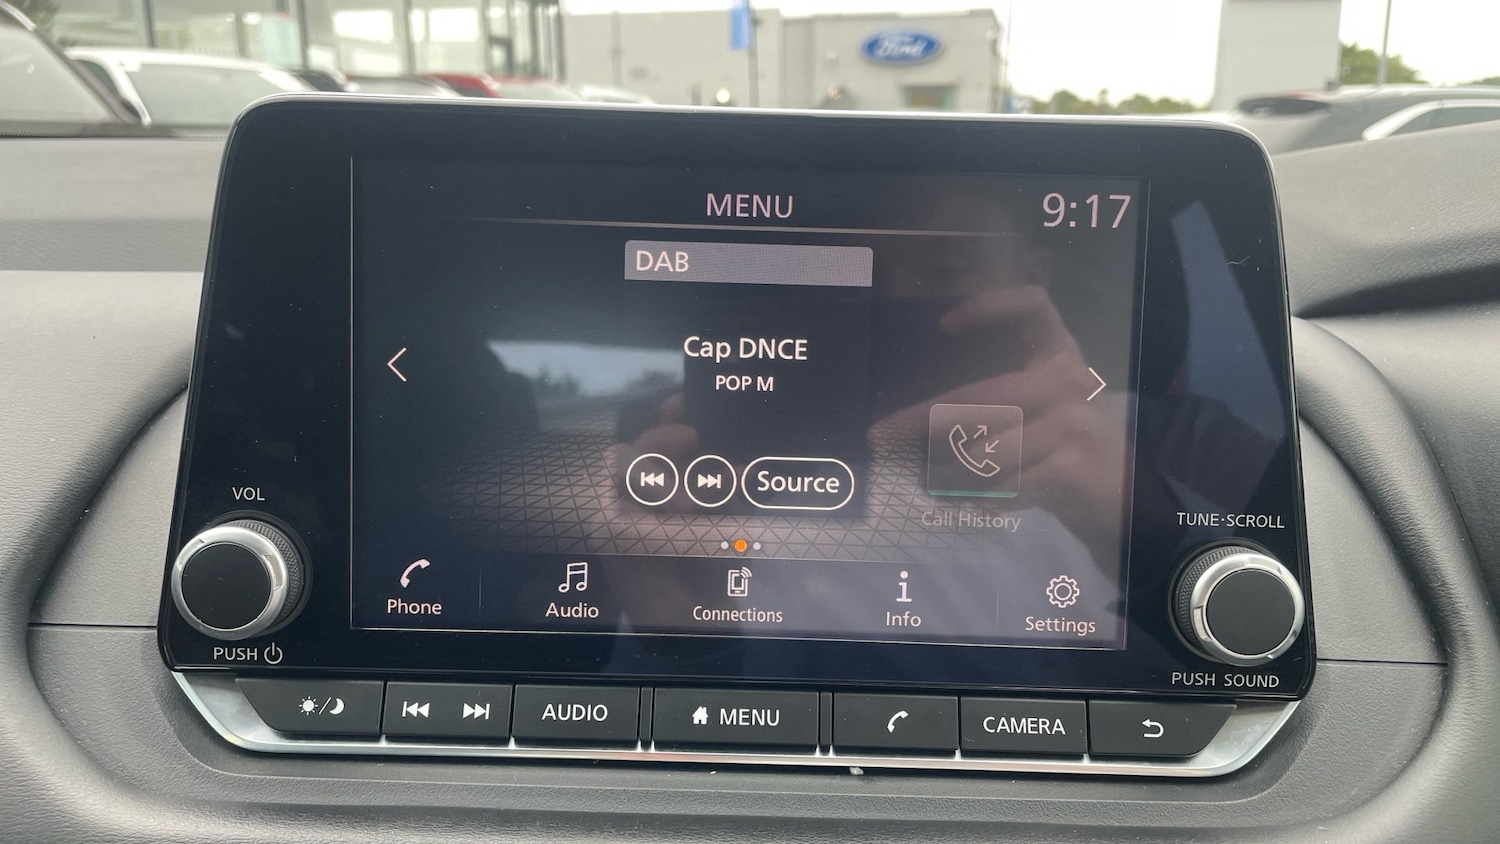 Ford
MENU
9:17
DAB
Cap DNCE
POP M
Source
Call History
VOL
TUNE·SCROLL
Phone
Audio
Connections
Info
Settings
PUSH
PUSH SOUND
AUDIO
MENU
CAMERA